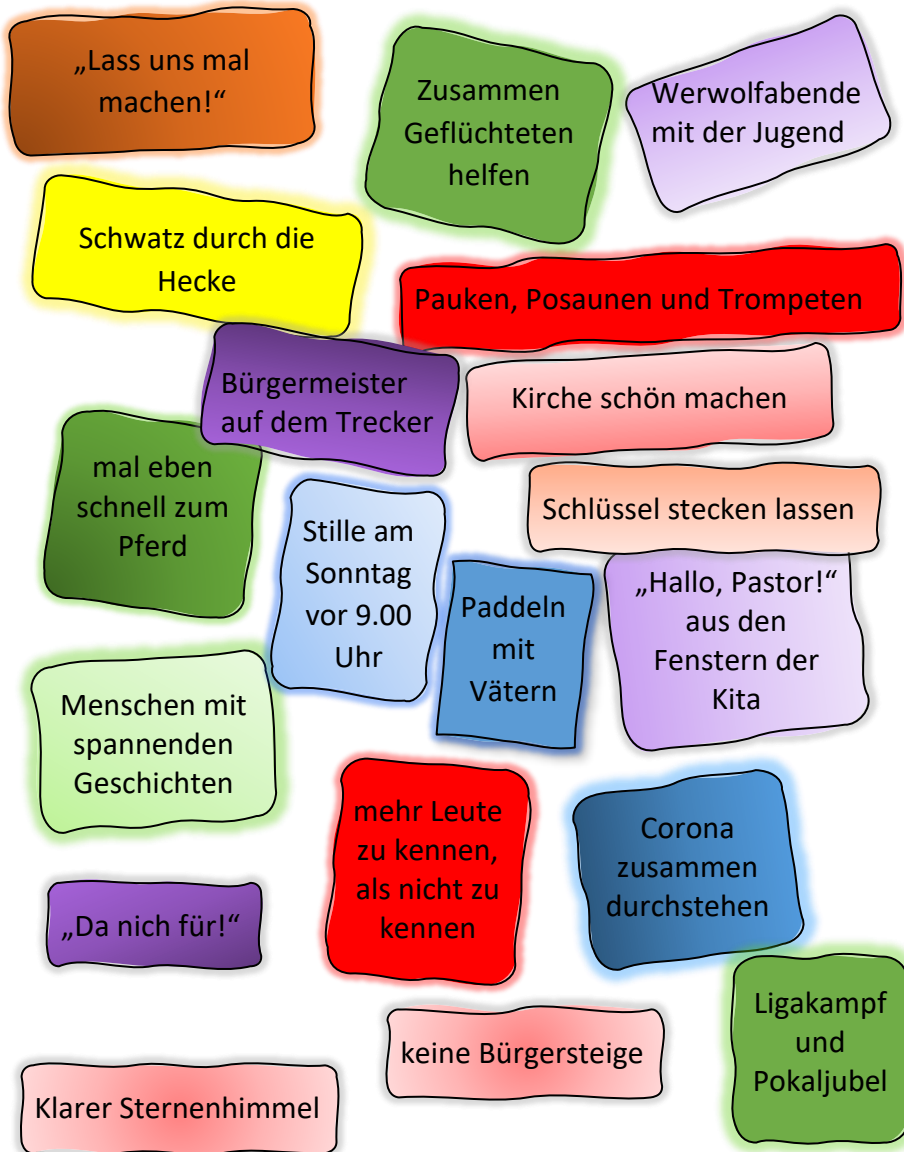 „Lass uns mal
machen!“
Zusammen
Geflüchteten
helfen
Werwolfabende
mit der Jugend
Schwatz durch die
Hecke
Pauken, Posaunen und Trompeten
Bürgermeister
auf dem Trecker
Kirche schön machen
mal eben
schnell zum
Pferd
Stille am
Sonntag
vor 9.00
Uhr
Schlüssel stecken lassen
Paddeln
mit
Vätern
„Hallo, Pastor!“
aus den
Fenstern der
Kita
Menschen mit
spannenden
Geschichten
mehr Leute
zu kennen,
als nicht zu
kennen
Corona
zusammen
durchstehen
„Da nich für!“
Ligakampf
und
Pokaljubel
keine Bürgersteige
Klarer Sternenhimmel